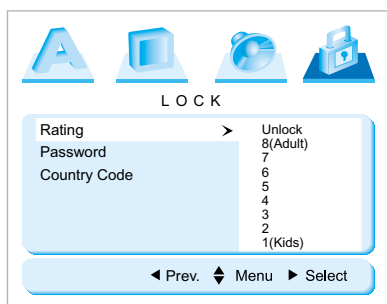 A
LOCK
Rating
Password
Country Code
Unlock
8(Adult)
7
6
5
4
3
2
1(Kids)
Prev. Menu Select